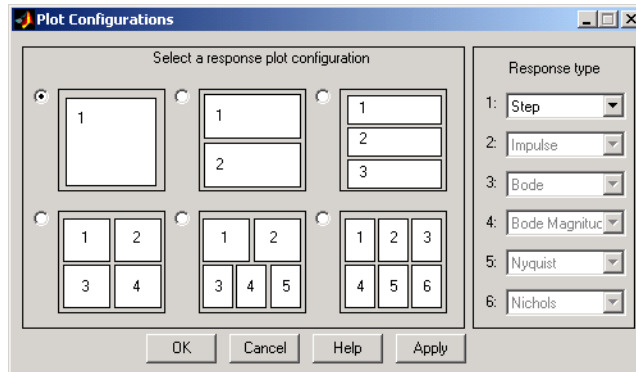 Plot Configurations
Select a response plot configuration
1
1
2
1
2
3
1 2
3 4
1 2
3 4 5
1 2 3
4 5 6
Response type
1: Step
2: Impulse
3: Bode
4: Bode Magnituc
5: Nyquist
6: Nichols
OK Cancel Help Apply